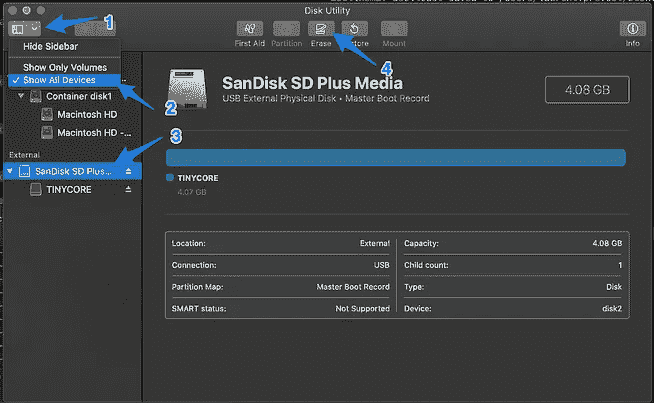 Disk Utility
1
First Aid
Partition
Erase
Restore
Mount
Info
Hide Sidebar
4
Show Only Volumes
✓ Show All Devices
2
Container disk1
Macintosh HD
Macintosh HD -...
3
External
SanDisk SD Plus...
TINYCORE
SanDisk SD Plus Media
USB External Physical Disk • Master Boot Record
4.08 GB
TINYCORE
4.07 GB
Location: External
Capacity: 4.08 GB
Connection: USB
Child count: 1
Partition Map: Master Boot Record
Type: Disk
SMART status: Not Supported
Device: disk2